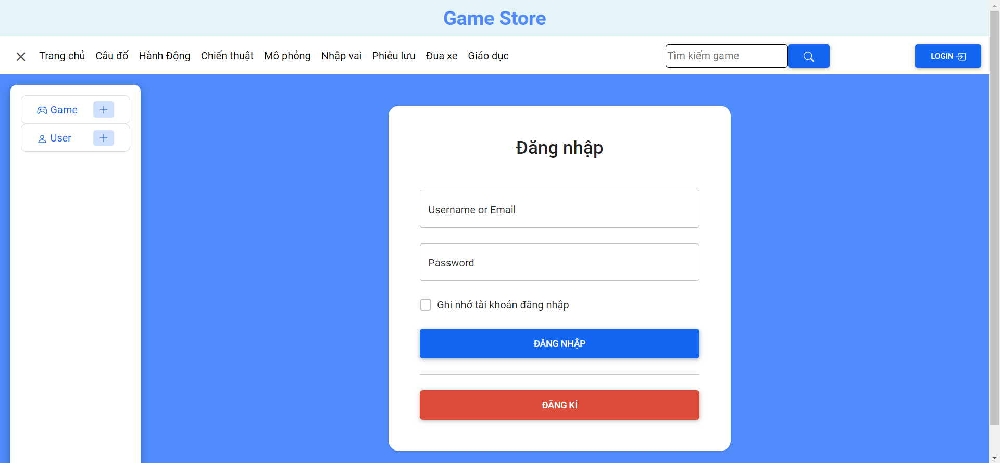 Game Store
Trang chủ Câu đố Hành Động Chiến thuật Mô phỏng Nhập vai Phiêu lưu Đua xe Giáo dục Tìm kiếm game LOGIN
Game
User
Đăng nhập
Username or Email
Password
Ghi nhớ tài khoản đăng nhập
ĐĂNG NHẬP
ĐĂNG KÍ